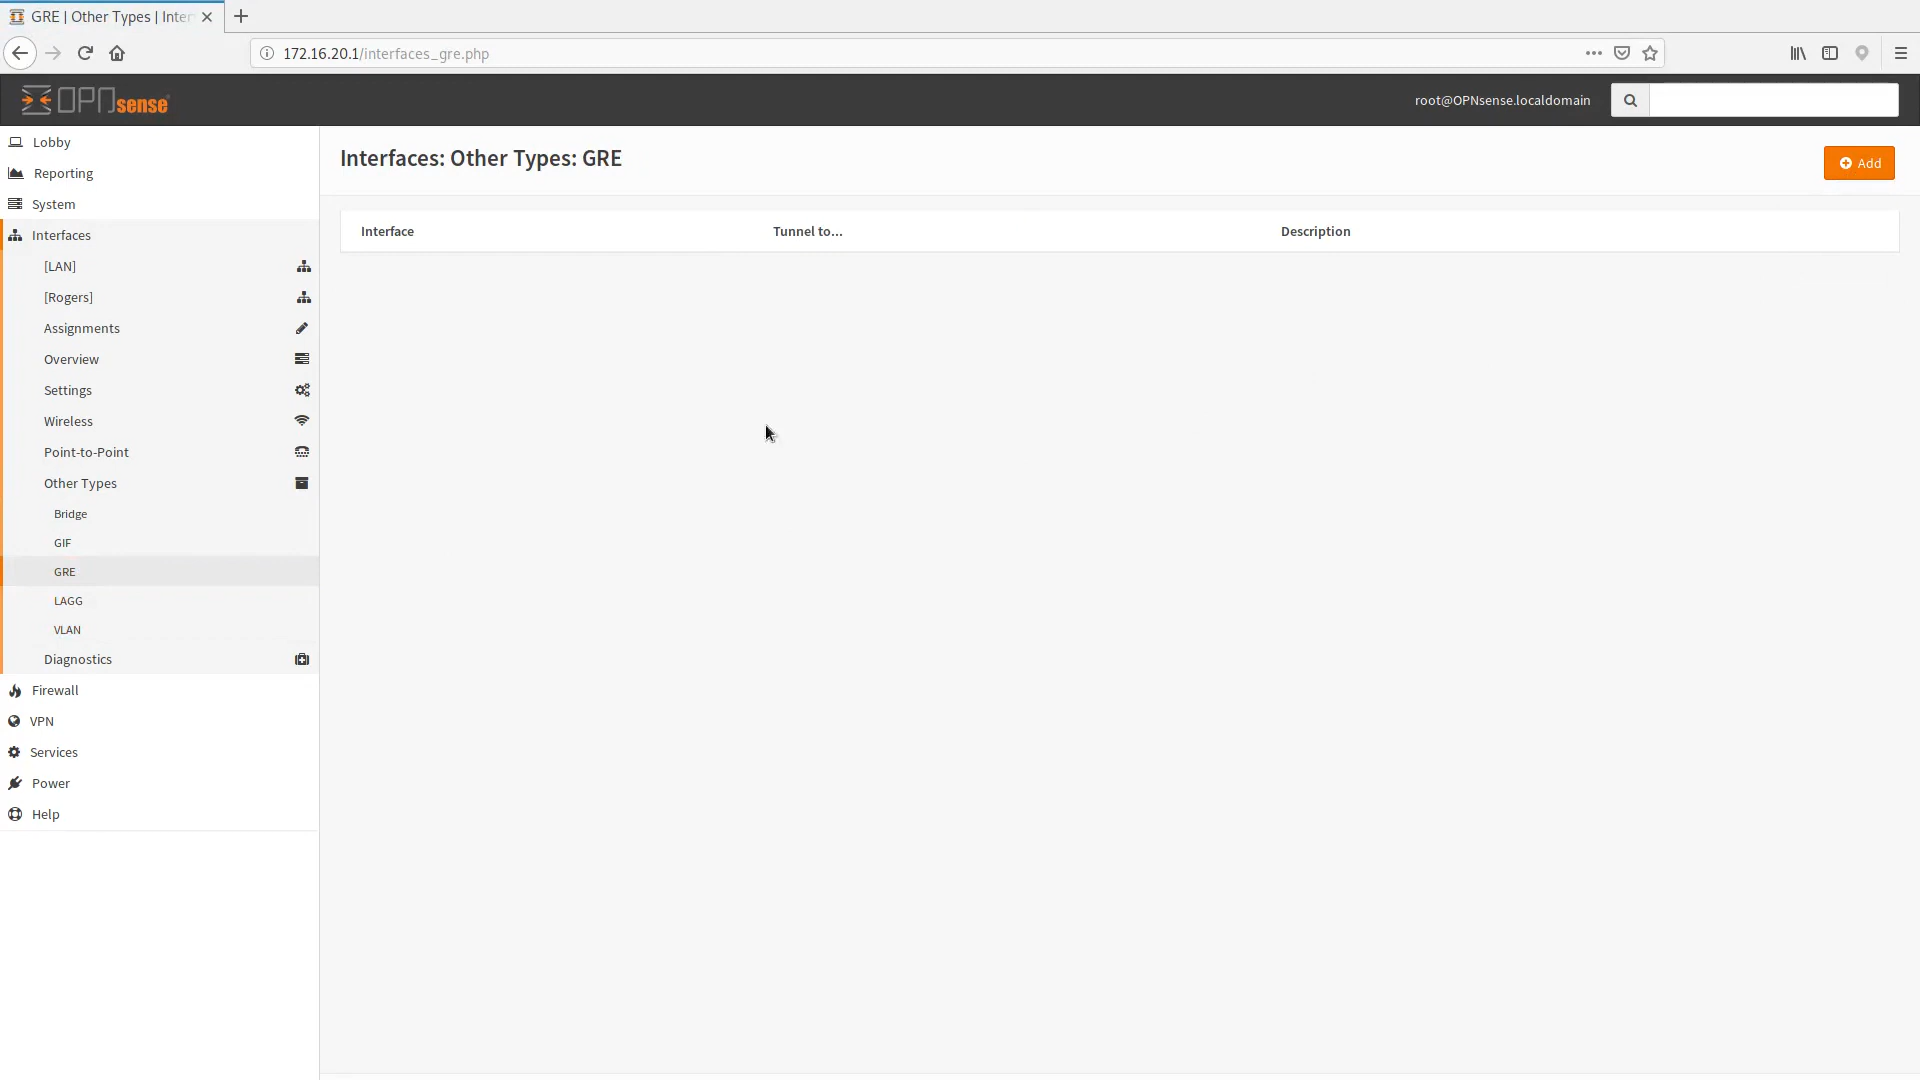 GRE | Other Types | Inter
172.16.20.1/interfaces_gre.php
OPNsense
root@OPNsense.localdomain
Lobby
Reporting
System
Interfaces
[LAN]
[Rogers]
Assignments
Overview
Settings
Wireless
Point-to-Point
Other Types
Bridge
GIF
GRE
LAGG
VLAN
Diagnostics
Firewall
VPN
Services
Power
Help
Interfaces: Other Types: GRE
Add
Interface Tunnel to... Description